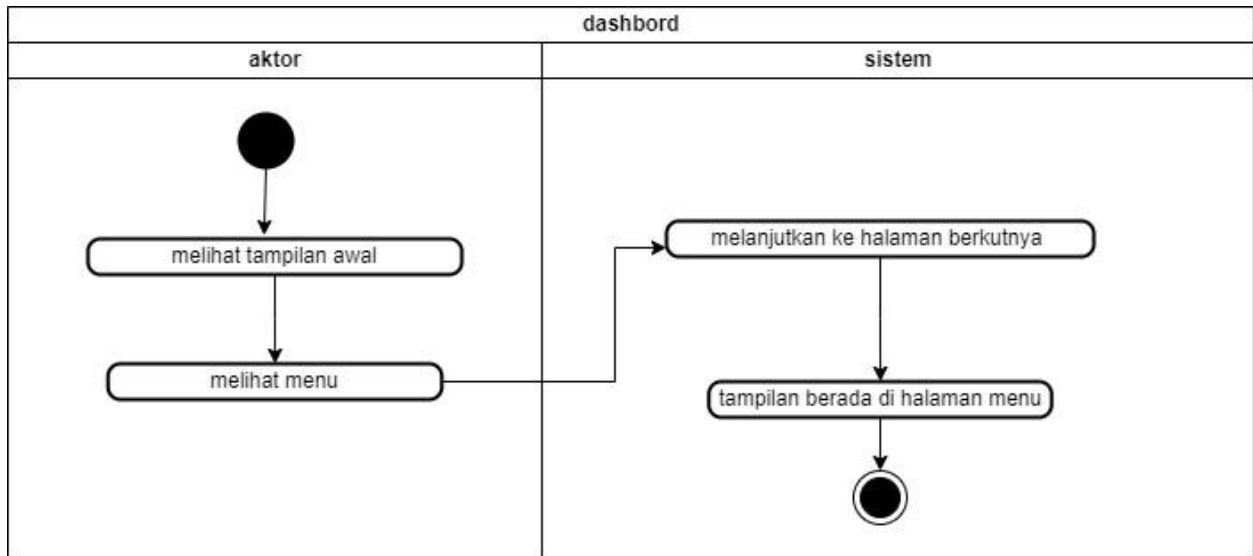 dashbord
aktor
sistem
melihat tampilan awal
melihat menu
melanjutkan ke halaman berkutnya
tampilan berada di halaman menu